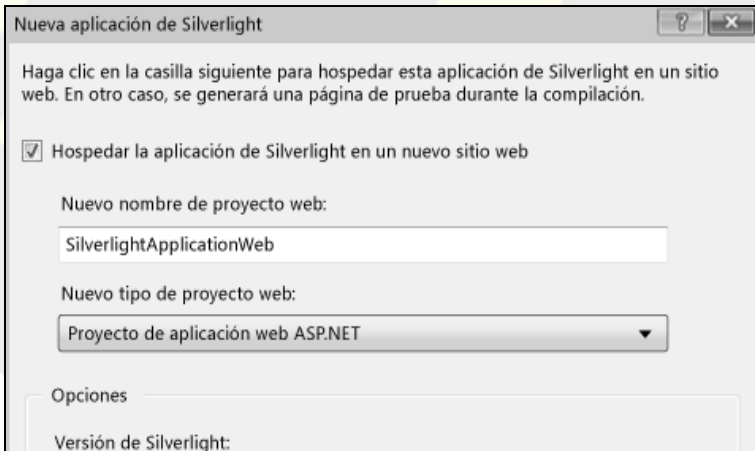 Nueva aplicación de Silverlight
Haga clic en la casilla siguiente para hospedar esta aplicación de Silverlight en un sitio
web. En otro caso, se generará una página de prueba durante la compilación.
Hospedar la aplicación de Silverlight en un nuevo sitio web
Nuevo nombre de proyecto web:
SilverlightApplicationWeb
Nuevo tipo de proyecto web:
Proyecto de aplicación web ASP.NET
Opciones
Versión de Silverlight: